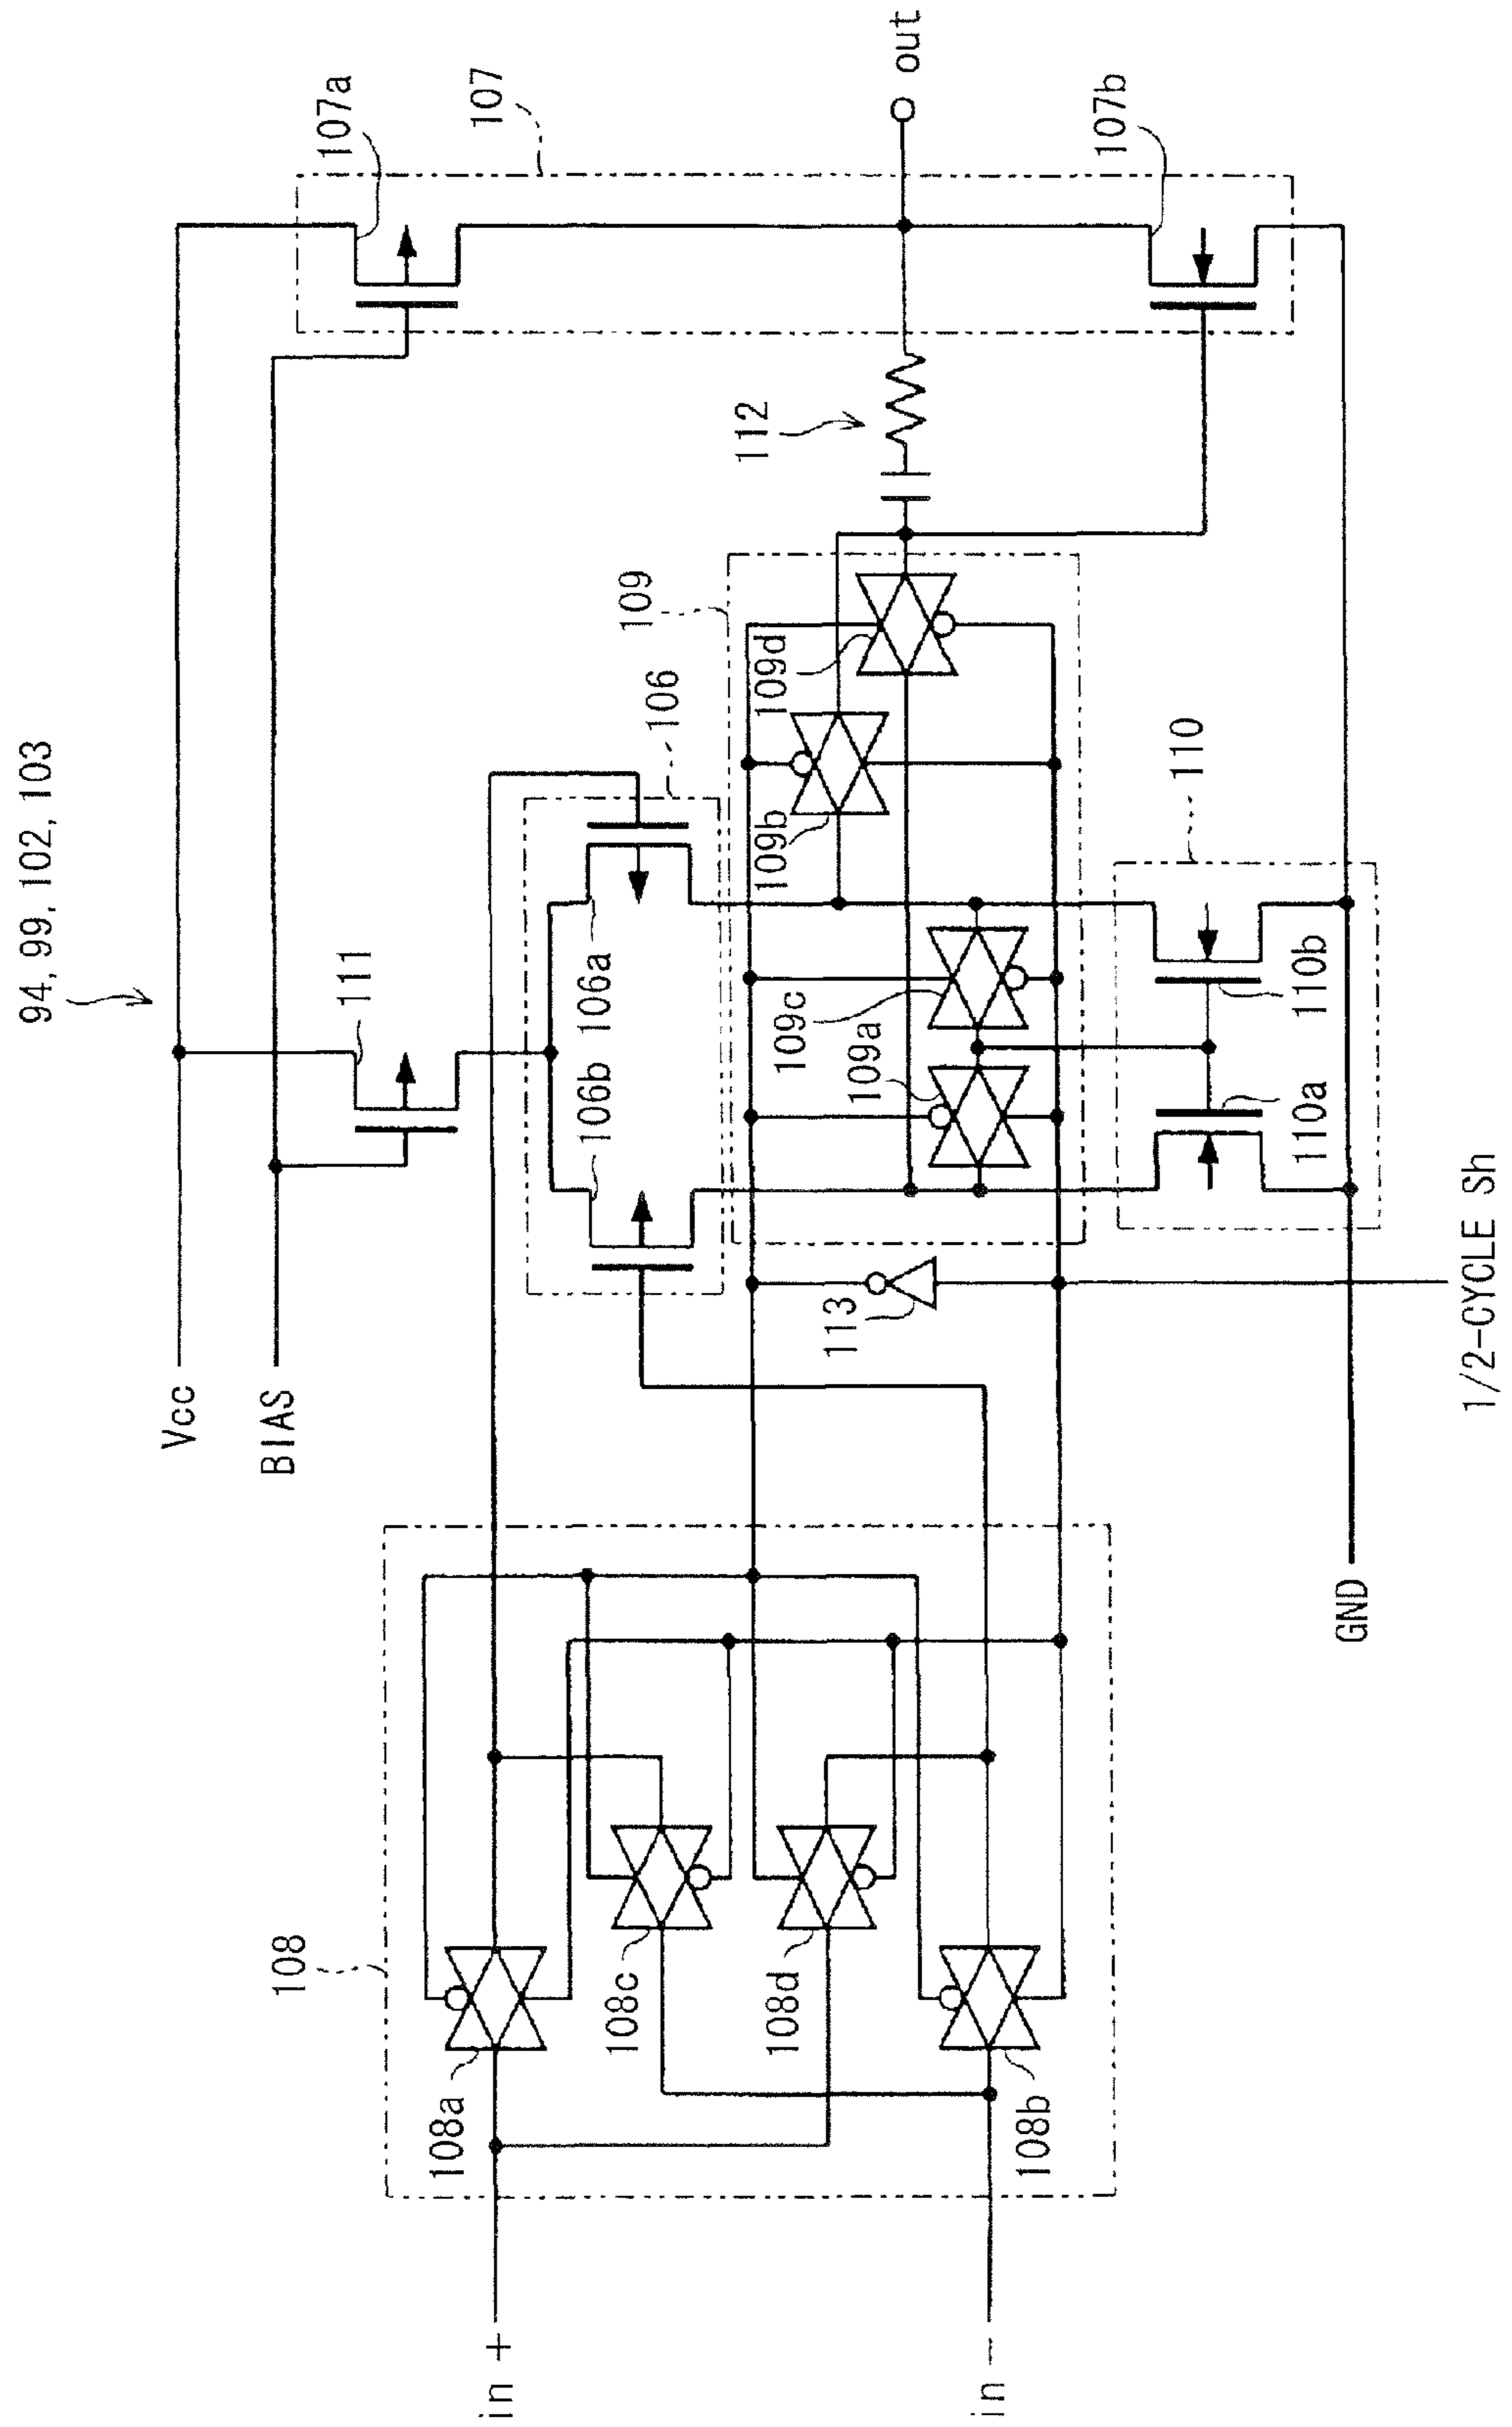 94, 99, 102, 103
Vcc
BIAS
111
107a
107
106
106b
106a
112
out
109
109d
109b
109c
109a
107b
110
110b
110a
113
108
108a
108c
108d
108b
in +
in -
GND
1/2-CYCLE Sh